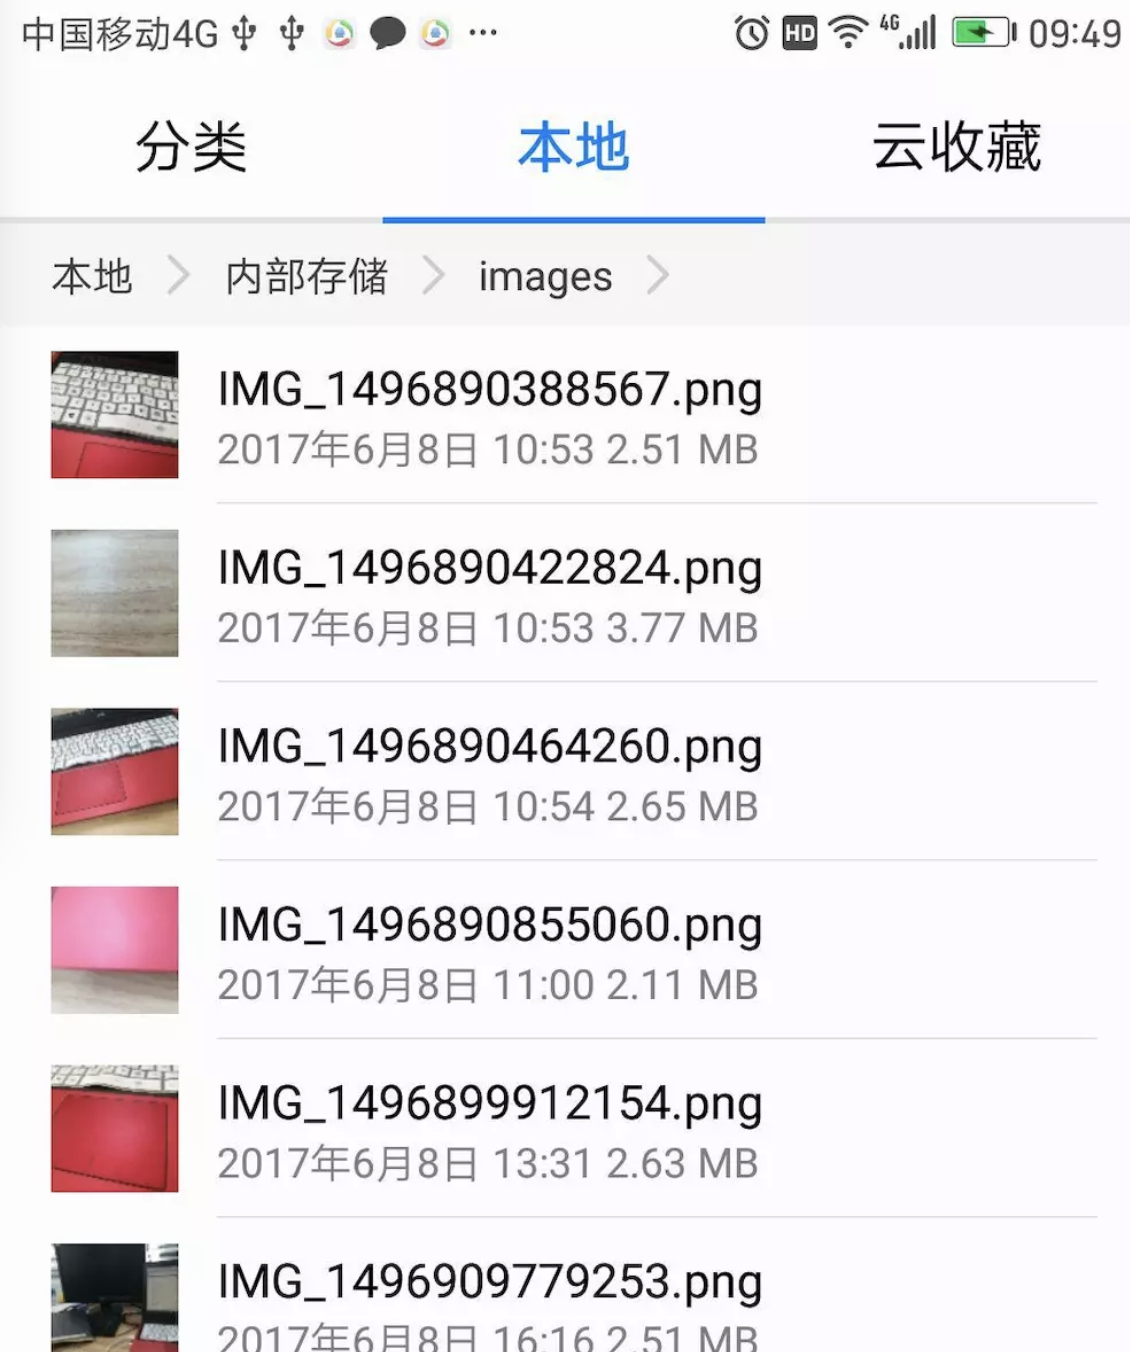 中国移动4G ... HD 4G 09:49
分类 本地 云收藏
本地 > 内部存储 > images >
IMG_1496890388567.png
2017年6月8日 10:53 2.51 MB
IMG_1496890422824.png
2017年6月8日 10:53 3.77 MB
IMG_1496890464260.png
2017年6月8日 10:54 2.65 MB
IMG_1496890855060.png
2017年6月8日 11:00 2.11 MB
IMG_1496899912154.png
2017年6月8日 13:31 2.63 MB
IMG_1496909779253.png
2017年6月8日 16:16 2.51 MB